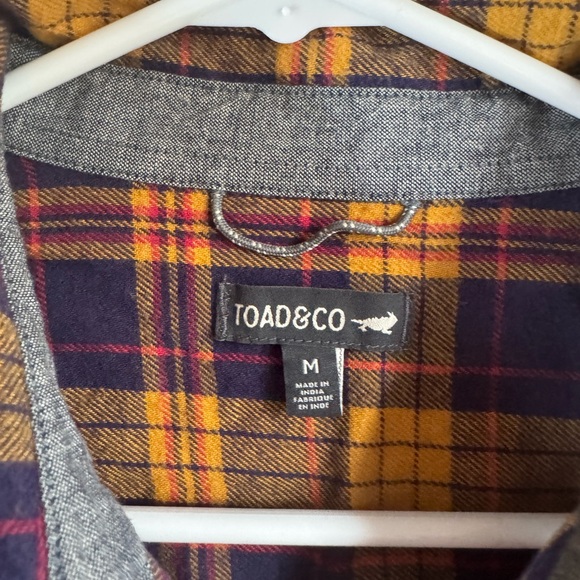 TOAD&CO
M
MADE IN
INDIA
FABRIQUE
EN INDE